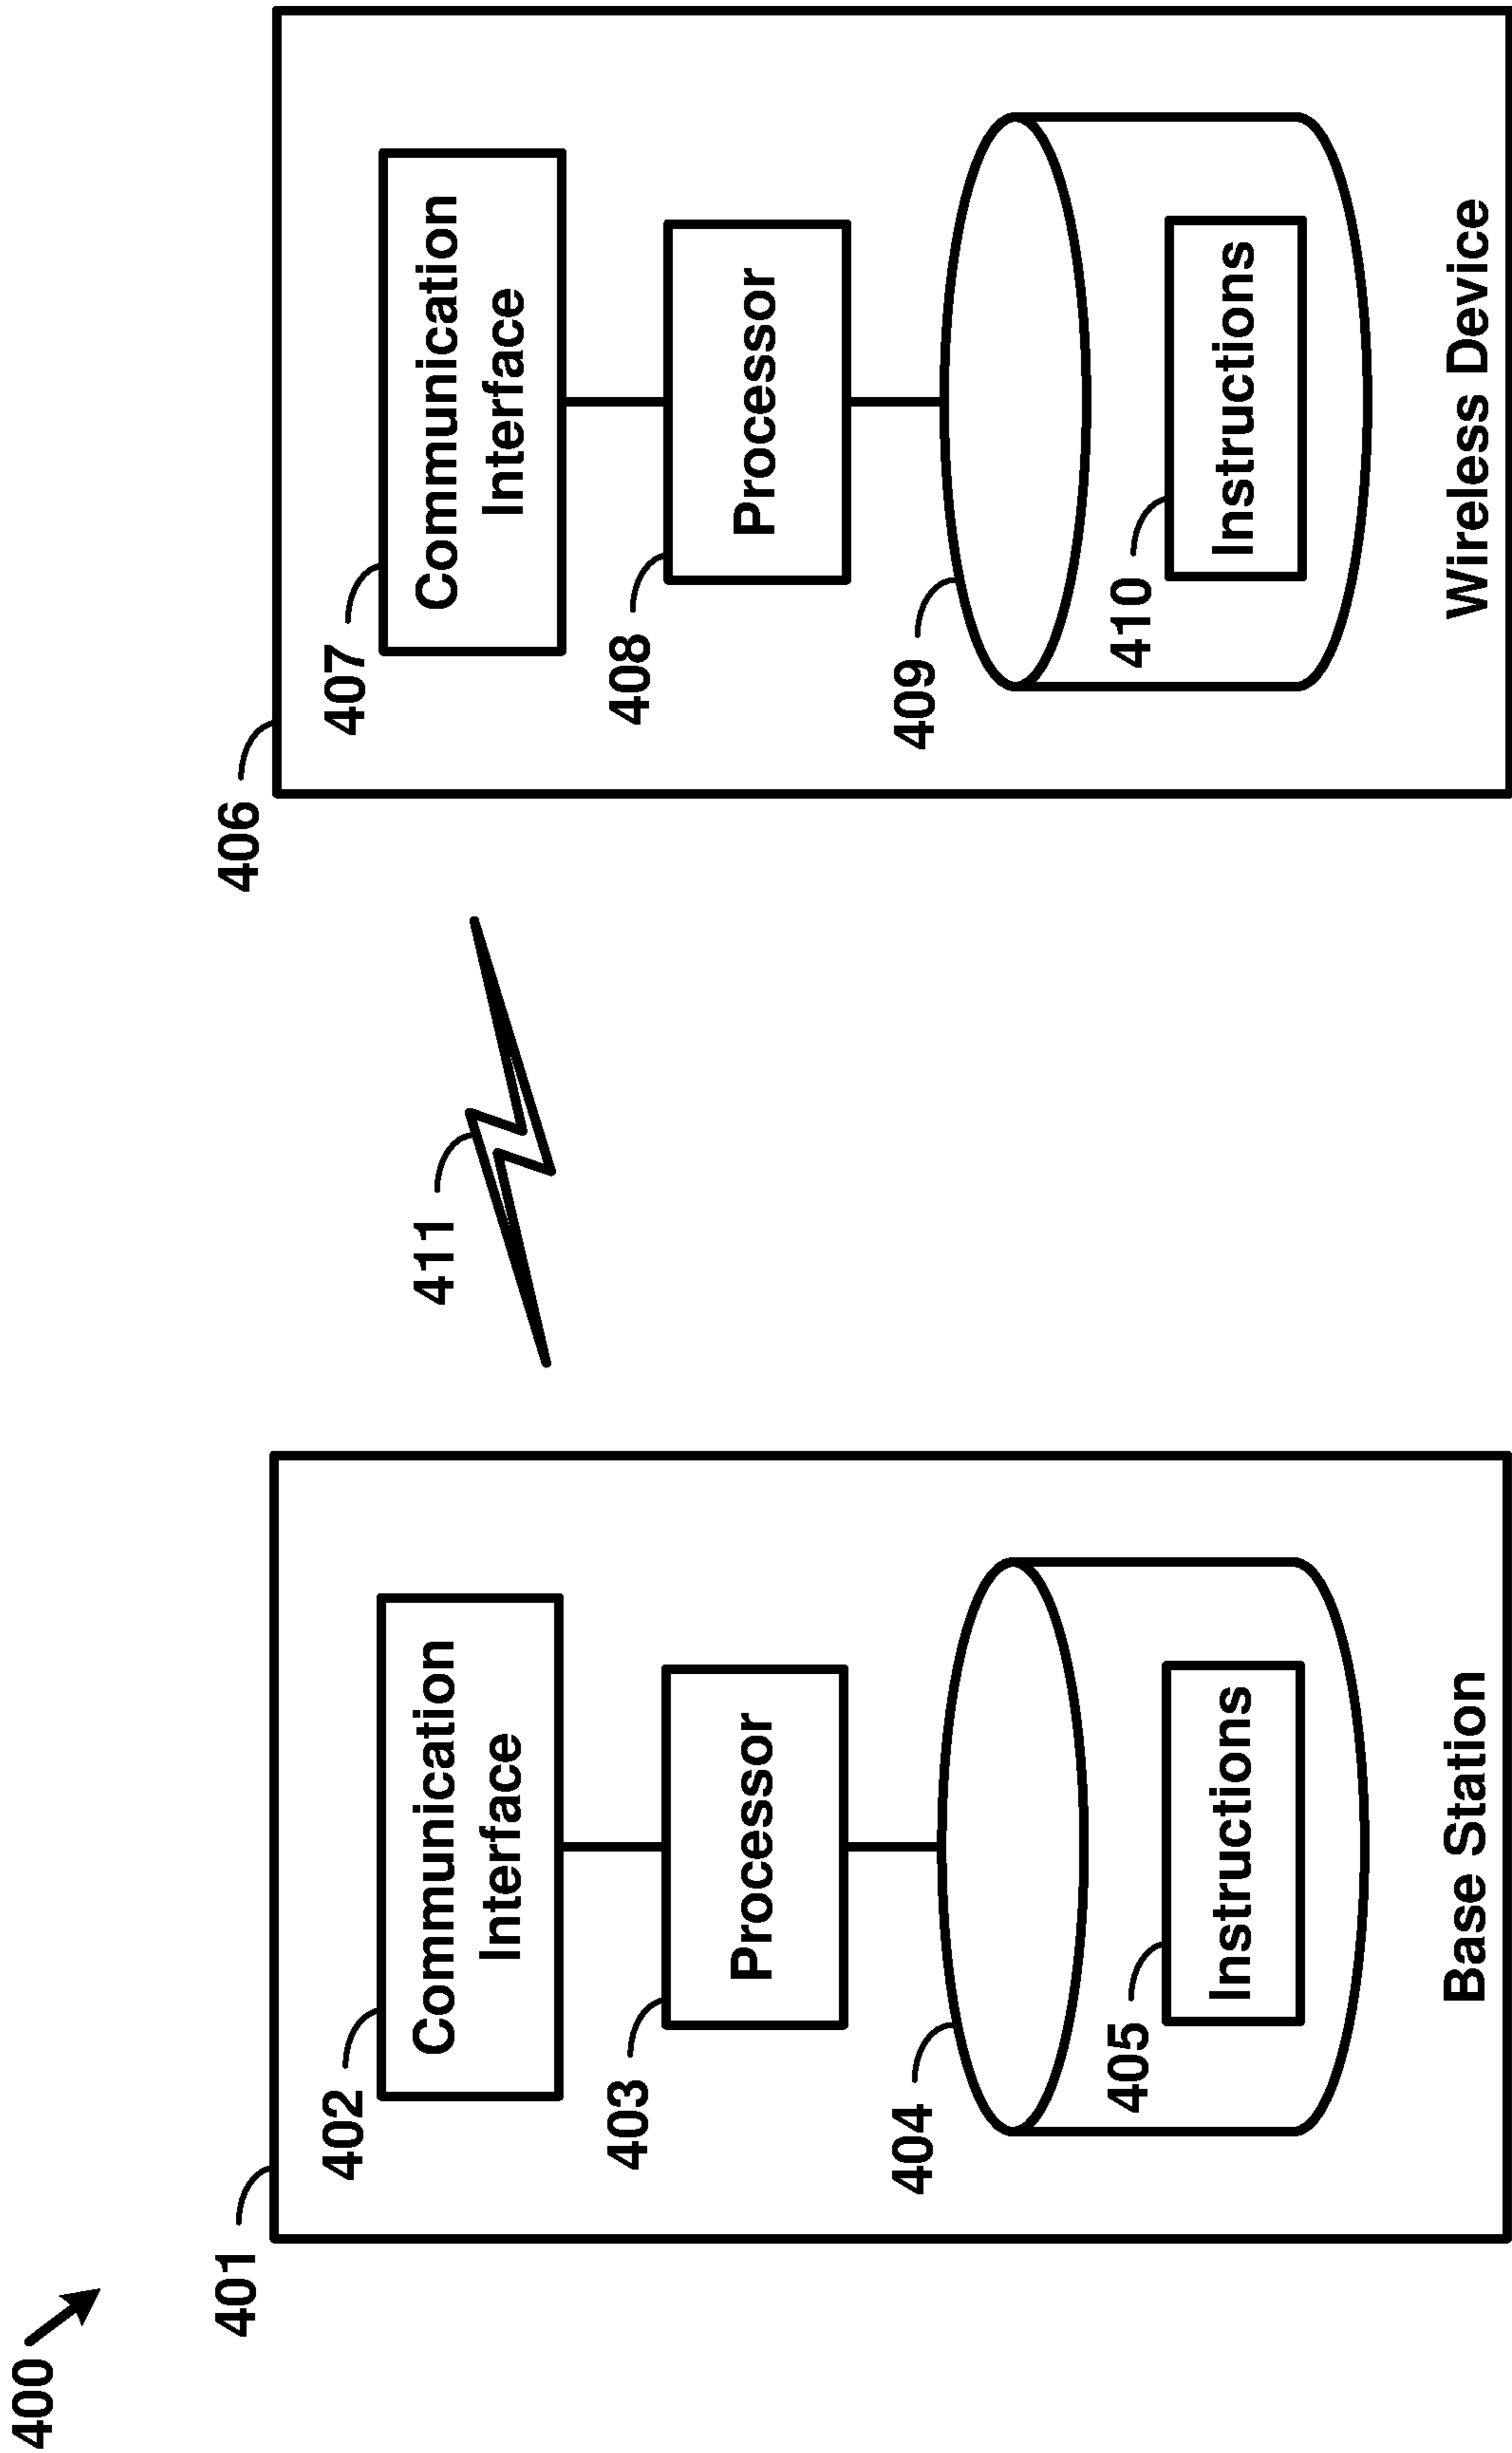 400
401
402
Communication
Interface
403
Processor
404
405
Instructions
Base Station
411
406
407
Communication
Interface
408
Processor
409
410
Instructions
Wireless Device